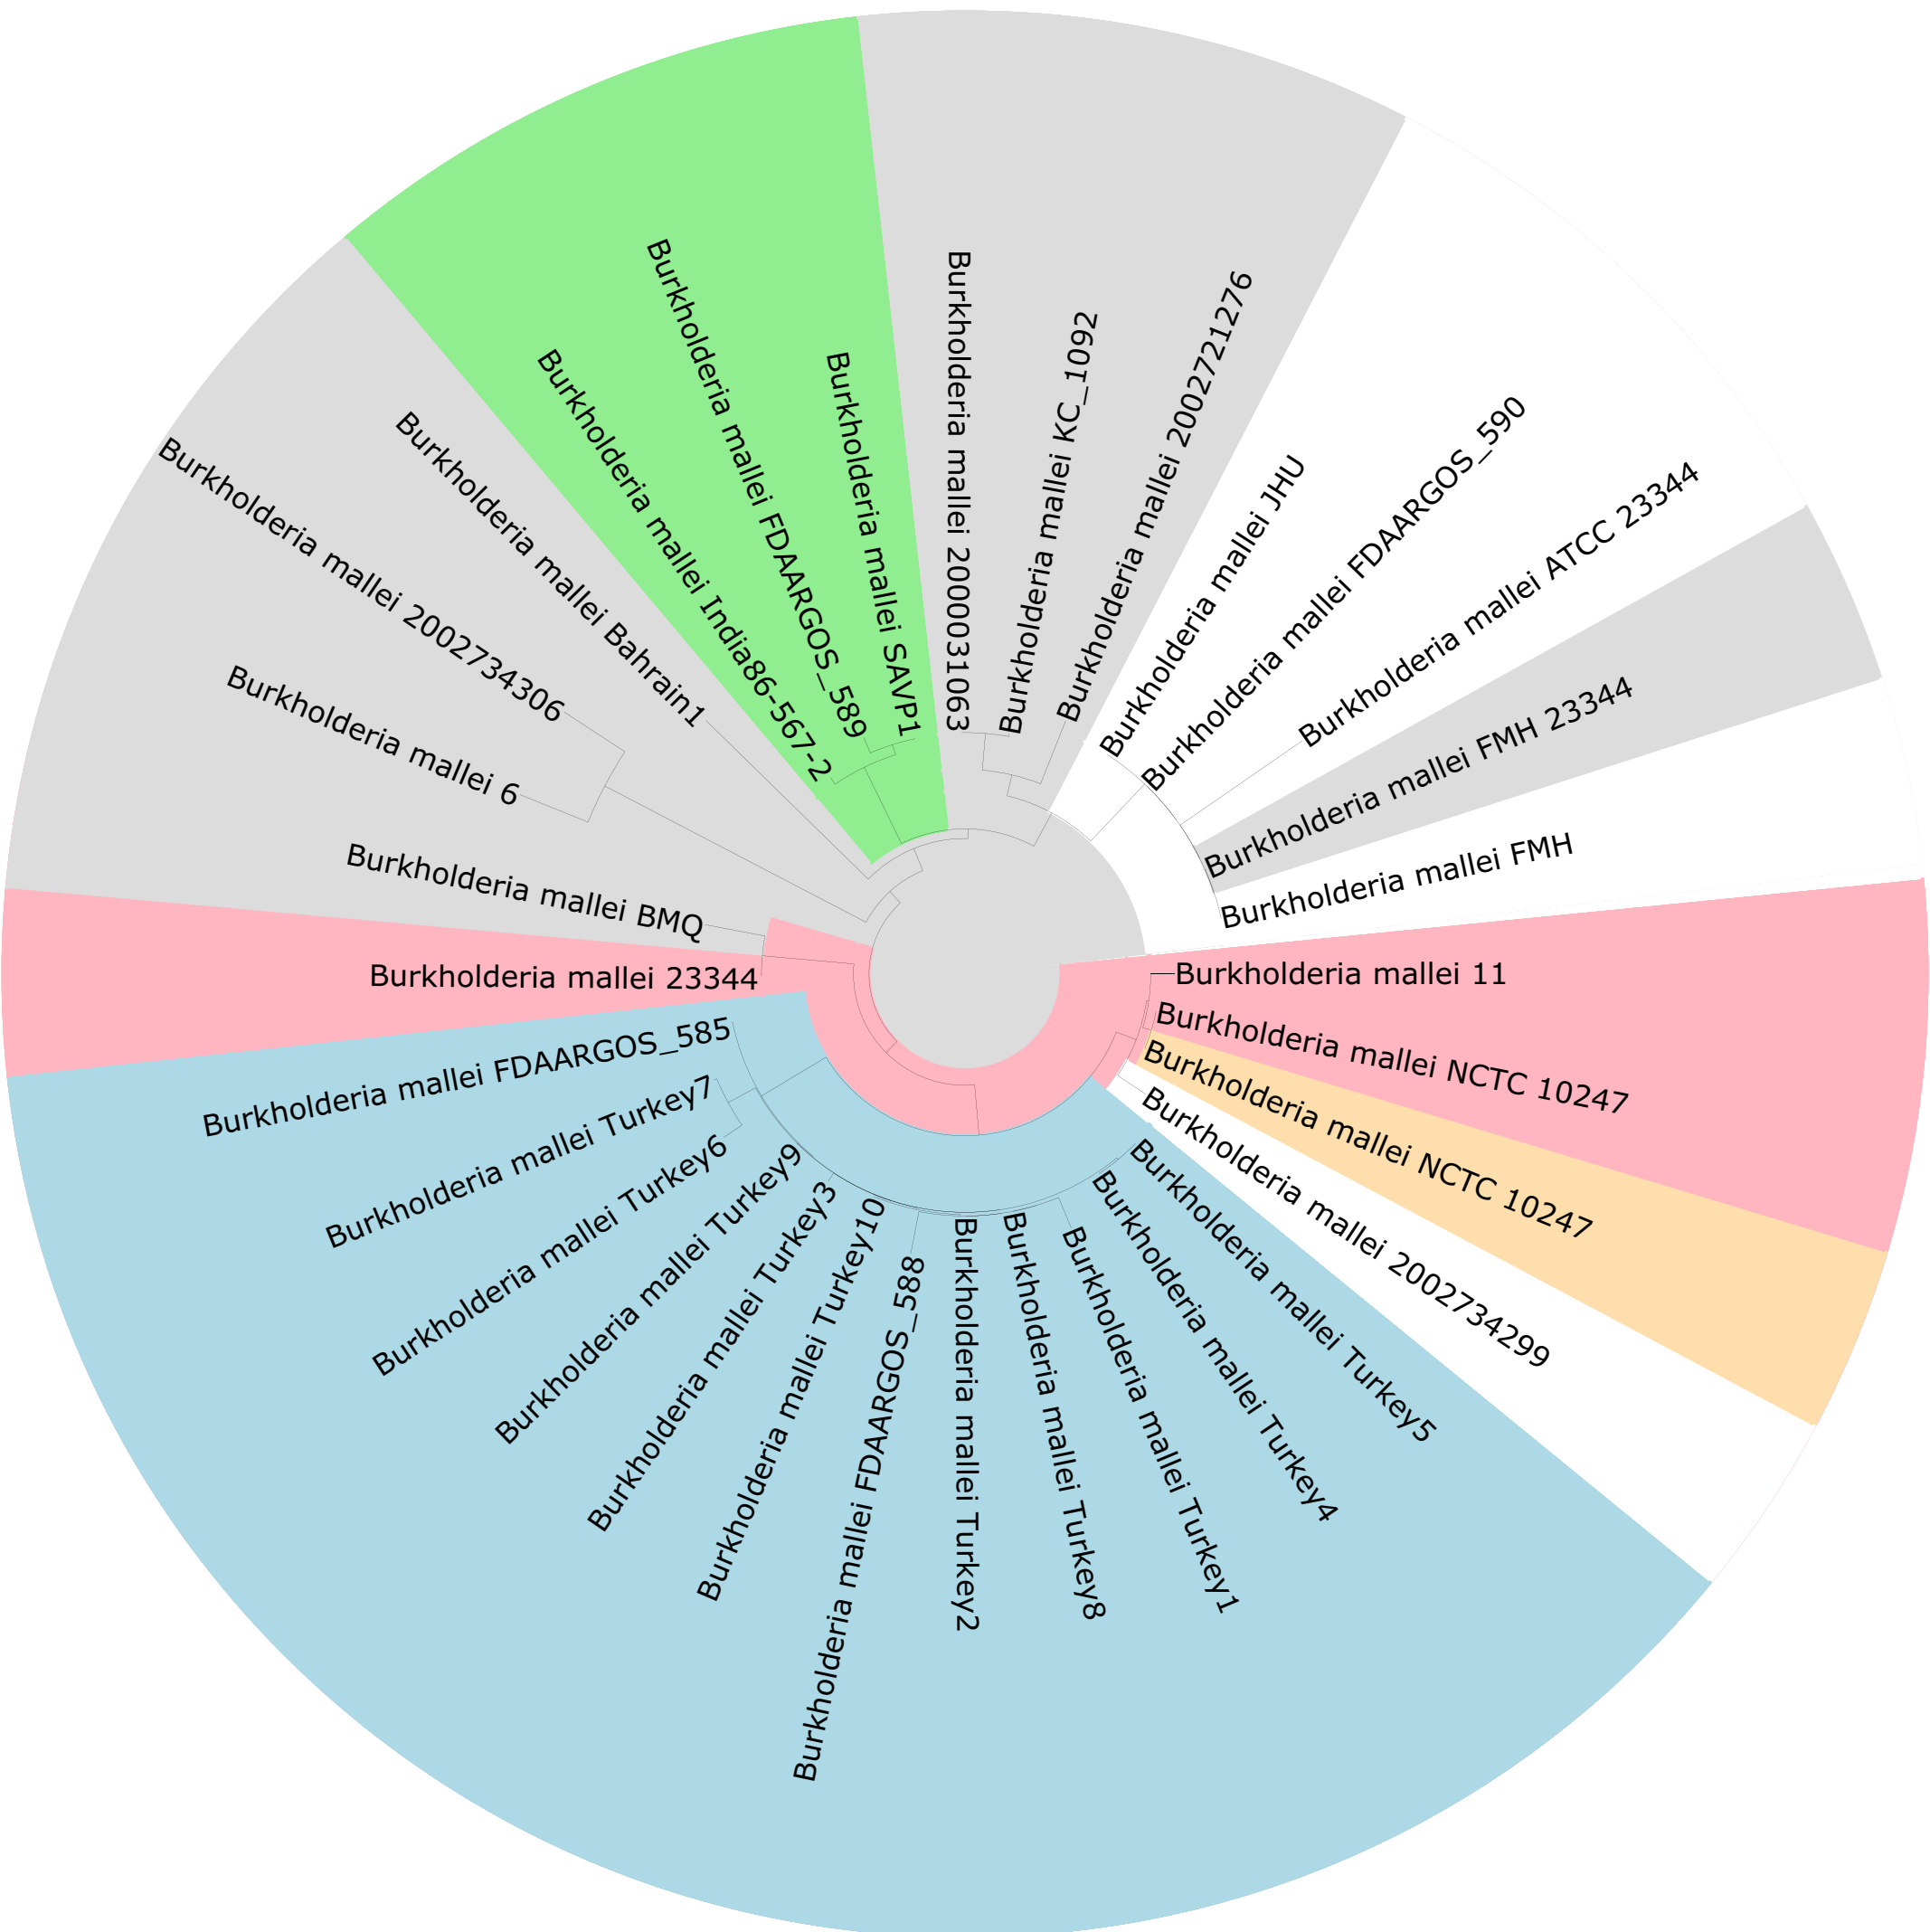 Burkholderia mallei 2000031063
Burkholderia mallei KC_1092
Burkholderia mallei 2002721276
Burkholderia mallei JHU
Burkholderia mallei FDAARGOS_590
Burkholderia mallei ATCC 23344
Burkholderia mallei FMH 23344
Burkholderia mallei FMH
Burkholderia mallei 11
Burkholderia mallei NCTC 10247
Burkholderia mallei NCTC 10247
Burkholderia mallei 2002734299
Burkholderia mallei Turkey5
Burkholderia mallei Turkey4
Burkholderia mallei Turkey1
Burkholderia mallei Turkey8
Burkholderia mallei Turkey2
Burkholderia mallei FDAARGOS_588
Burkholderia mallei Turkey10
Burkholderia mallei Turkey3
Burkholderia mallei Turkey9
Burkholderia mallei Turkey6
Burkholderia mallei Turkey7
Burkholderia mallei FDAARGOS_585
Burkholderia mallei 23344
Burkholderia mallei BMQ
Burkholderia mallei 6
Burkholderia mallei 2002734306
Burkholderia mallei Bahrain1
Burkholderia mallei India86-567-2
Burkholderia mallei FDAARGOS_589
Burkholderia mallei SAVP1